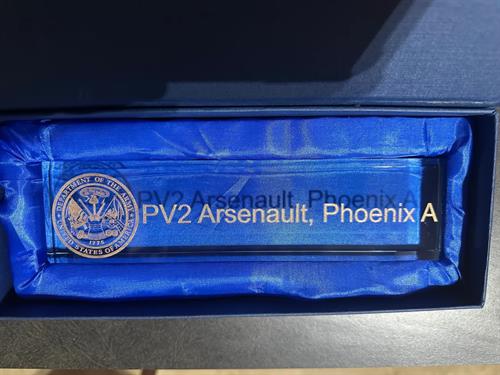 DEPARTMENT OF THE ARMY
PV2 Arsenault, Phoenix A
1775
UNITED STATES OF AMERICA